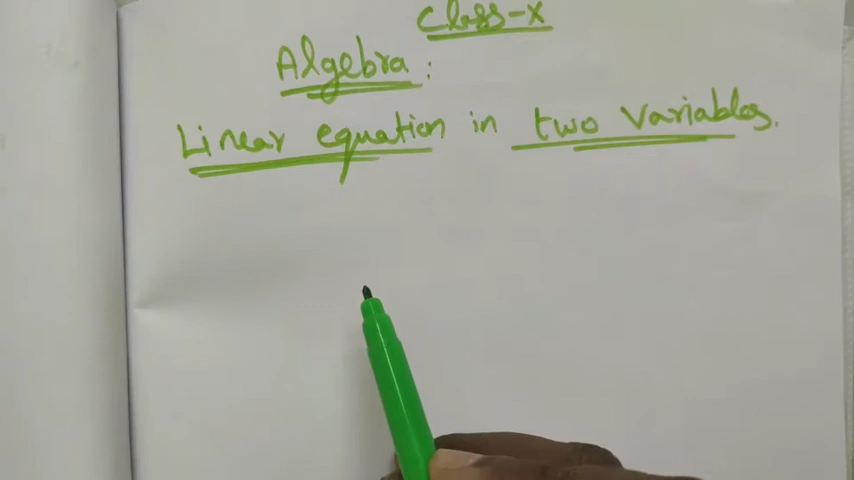 Class-X
Algebra:
Linear equation in two variables.